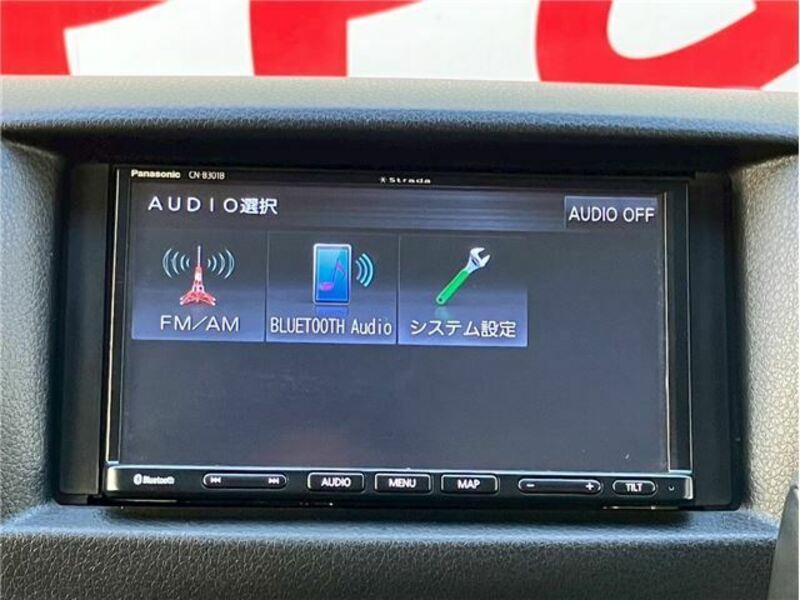 Panasonic CN-B301B
Strada
AUDIO選択
AUDIO OFF
FM/AM
BLUETOOTH Audio
システム設定
Bluetooth
AUDIO
MENU
MAP
− +
TILT